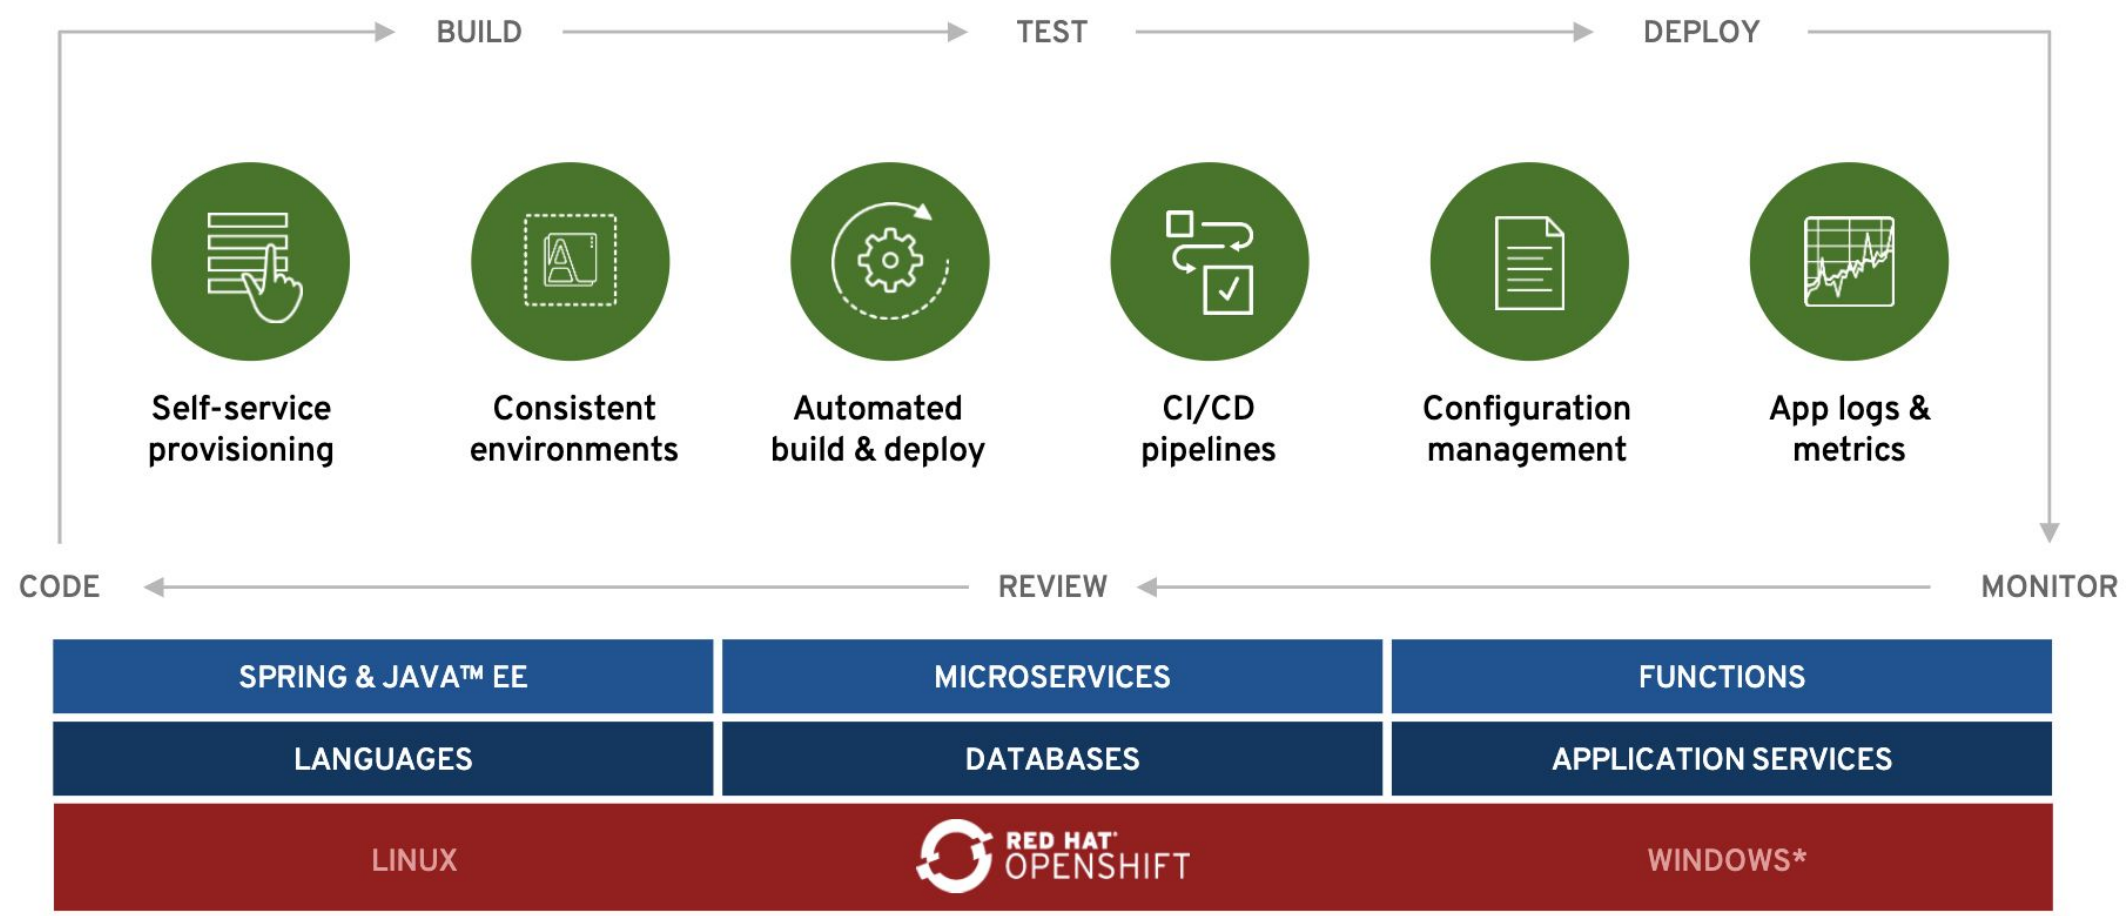 BUILD
TEST
DEPLOY
Self-service
provisioning
Consistent
environments
Automated
build & deploy
CI/CD
pipelines
Configuration
management
App logs &
metrics
CODE
REVIEW
MONITOR
SPRING & JAVA™ EE
MICROSERVICES
FUNCTIONS
LANGUAGES
DATABASES
APPLICATION SERVICES
LINUX
RED HAT®
OPENSHIFT
WINDOWS*